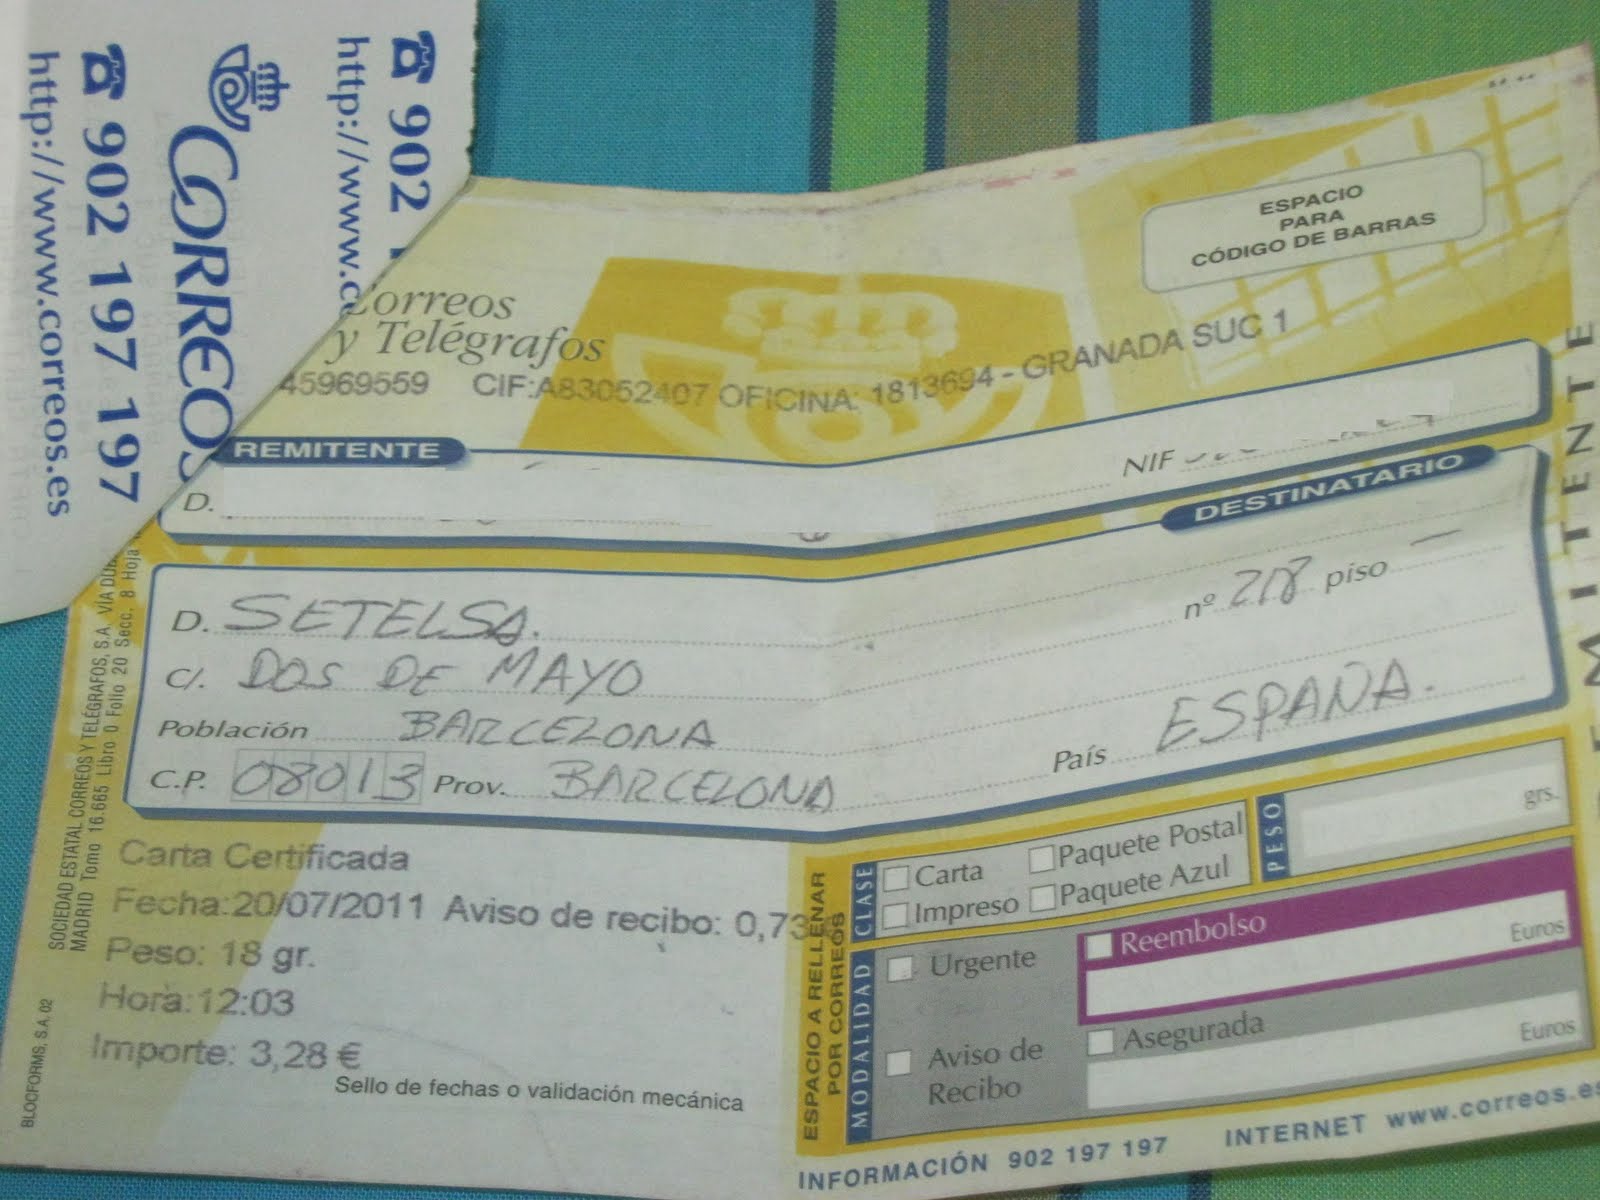 ☎ 902
http://www.c
CORREOS
☎ 902 197 197
http://www.correos.es
ESPACIO
PARA
CÓDIGO DE BARRAS
Correos
y Telégrafos
45969559 CIF:A83052407 OFICINA: 1813694 - GRANADA SUC 1
REMITENTE
D. NIF
DESTINATARIO
D. SETELSA. nº 278 piso —
C/. DOS DE MAYO
Población BARCELONA País ESPAÑA.
C.P. 08013 Prov. BARCELONA
Carta Certificada
Fecha:20/07/2011 Aviso de recibo: 0,73
Peso: 18 gr.
Hora:12:03
Importe: 3,28 €
Sello de fechas o validación mecánica
ESPACIO A RELLENAR
POR CORREOS
CLASE
Carta Paquete Postal
Impreso Paquete Azul
PESO
grs.
MODALIDAD
Urgente
Aviso de
Recibo
Reembolso
Euros
Asegurada
Euros
INFORMACIÓN 902 197 197 INTERNET www.correos.es
SOCIEDAD ESTATAL CORREOS Y TELÉGRAFOS, S.A. VÍA DUB
MADRID Tomo 16.665 Libro 0 Folio 20 Secc. 8 Hoja
BLOCFORMS, S.A. 02
EMITENTE